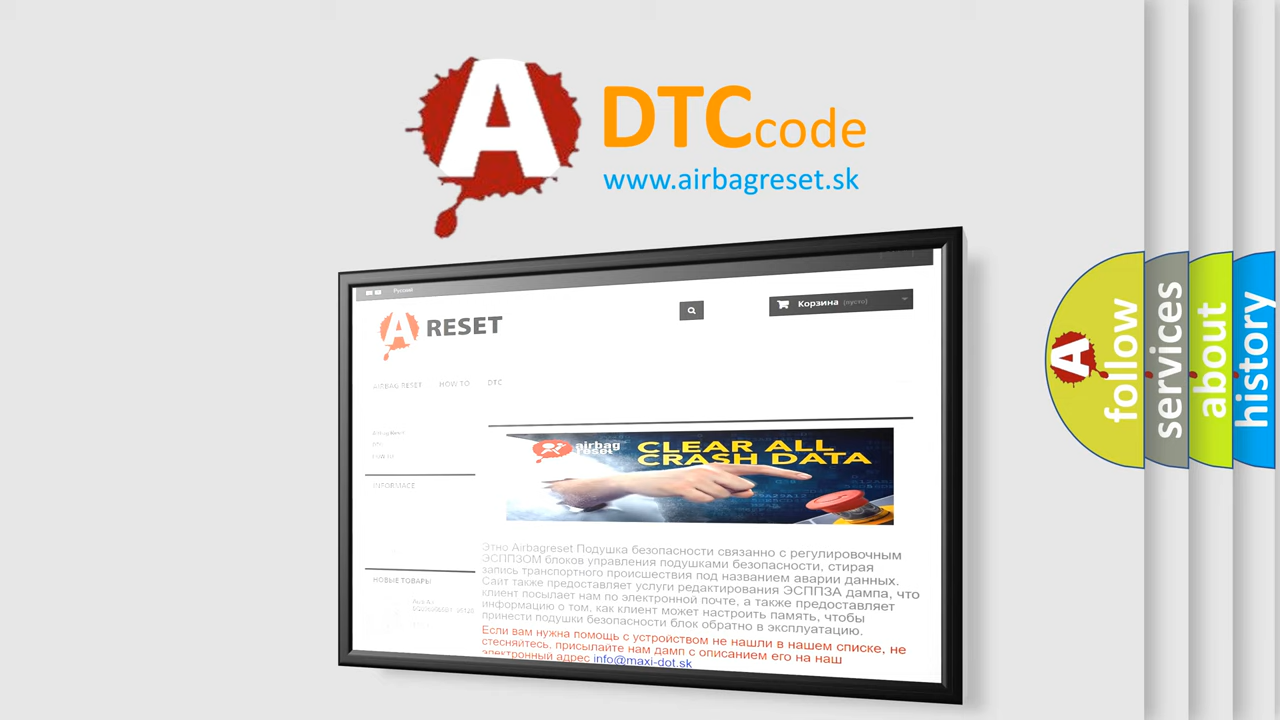 A
DTCcode
www.airbagreset.sk
Русский
A RESET
Корзина (пусто)
AIRBAG RESET HOW TO DTC
INFORMACE
airbag
reset
CLEAR ALL
CRASH DATA
Этно Airbagreset Подушка безопасности связанно с регулировочным
ЭСППЗОМ блоков управления подушками безопасности, стирая
запись транспортного происшествия под названием аварии данных.
Сайт также предоставляет услуги редактирования ЭСППЗА дампа, что
клиент посылает нам по электронной почте, а также предоставляет
информацию о том, как клиент может настроить память, чтобы
принести подушки безопасности блок обратно в эксплуатацию.
Если вам нужна помощь с устройством не нашли в нашем списке, не
стесняйтесь, присылайте нам дамп с описанием его на наш
электронный адрес info@maxi-dot.sk
НОВЫЕ ТОВАРЫ
A
follow
services
about
history